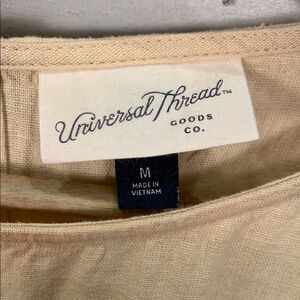 Universal Thread™
GOODS
CO.
M
MADE IN
VIETNAM